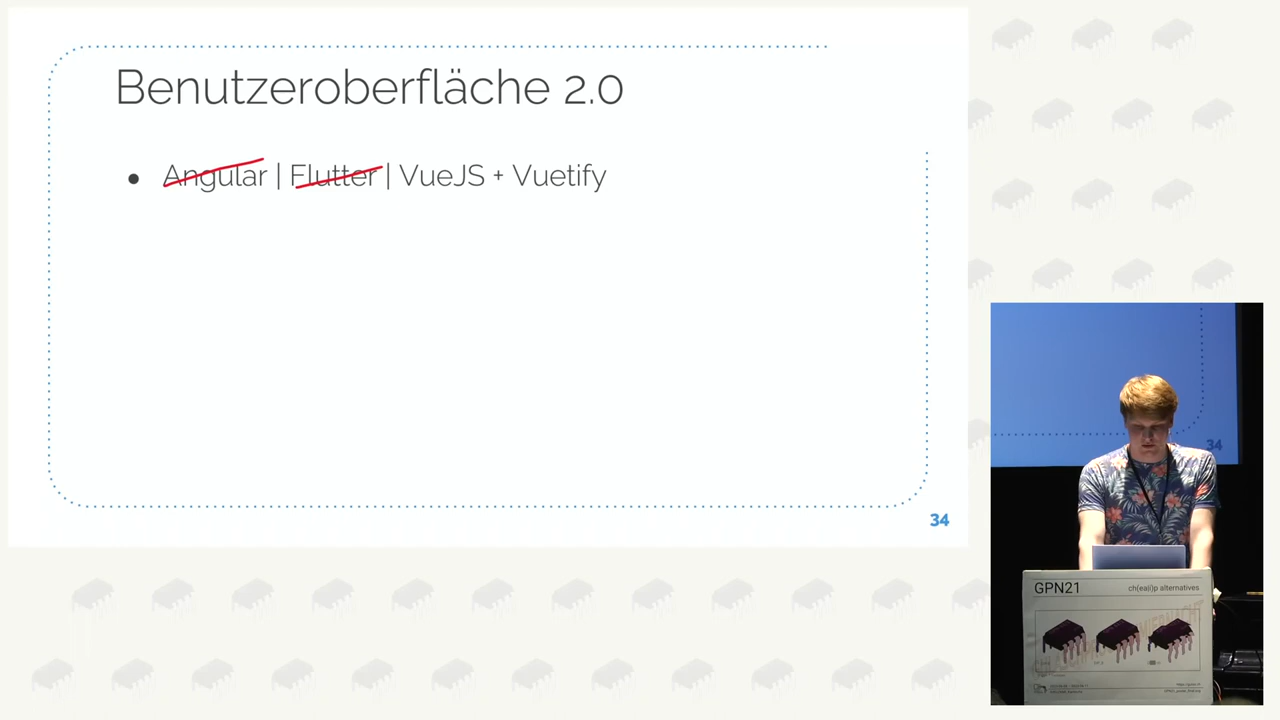 Benutzeroberfläche 2.0
● Angular | Flutter | VueJS + Vuetify
34
34
GPN21
ch(ea(i)p alternatives